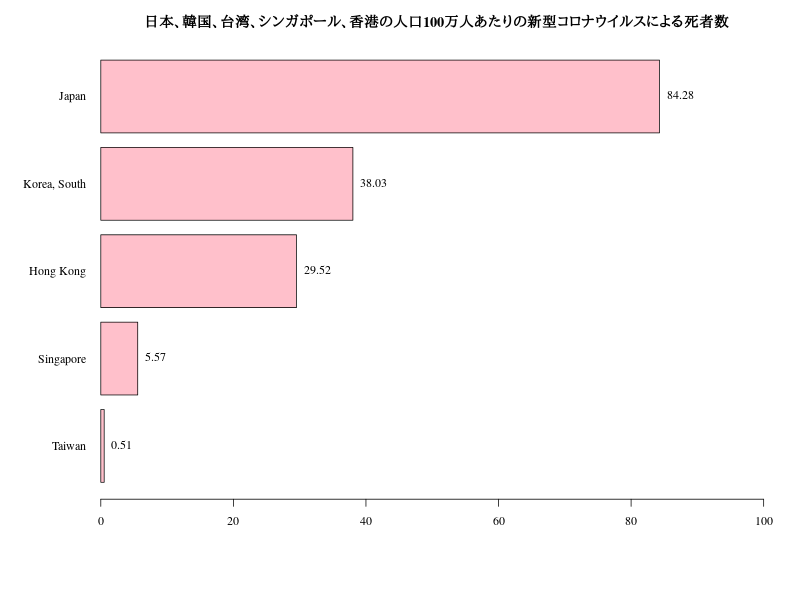 日本、韓国、台湾、シンガポール、香港の人口100万人あたりの新型コロナウイルスによる死者数
Japan 84.28
Korea, South 38.03
Hong Kong 29.52
Singapore 5.57
Taiwan 0.51
0 20 40 60 80 100